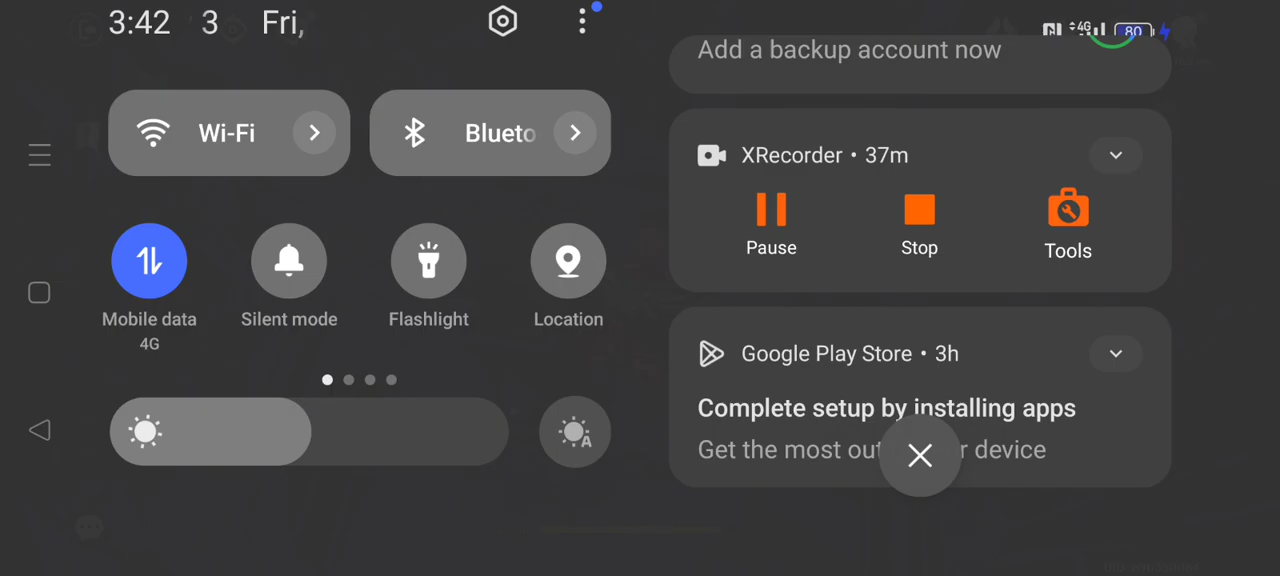 3:42 3 Fri,
4G 80
Wi-Fi
Blueto
Mobile data
4G
Silent mode
Flashlight
Location
A
Add a backup account now
XRecorder • 37m
Pause
Stop
Tools
Google Play Store • 3h
Complete setup by installing apps
Get the most out r device